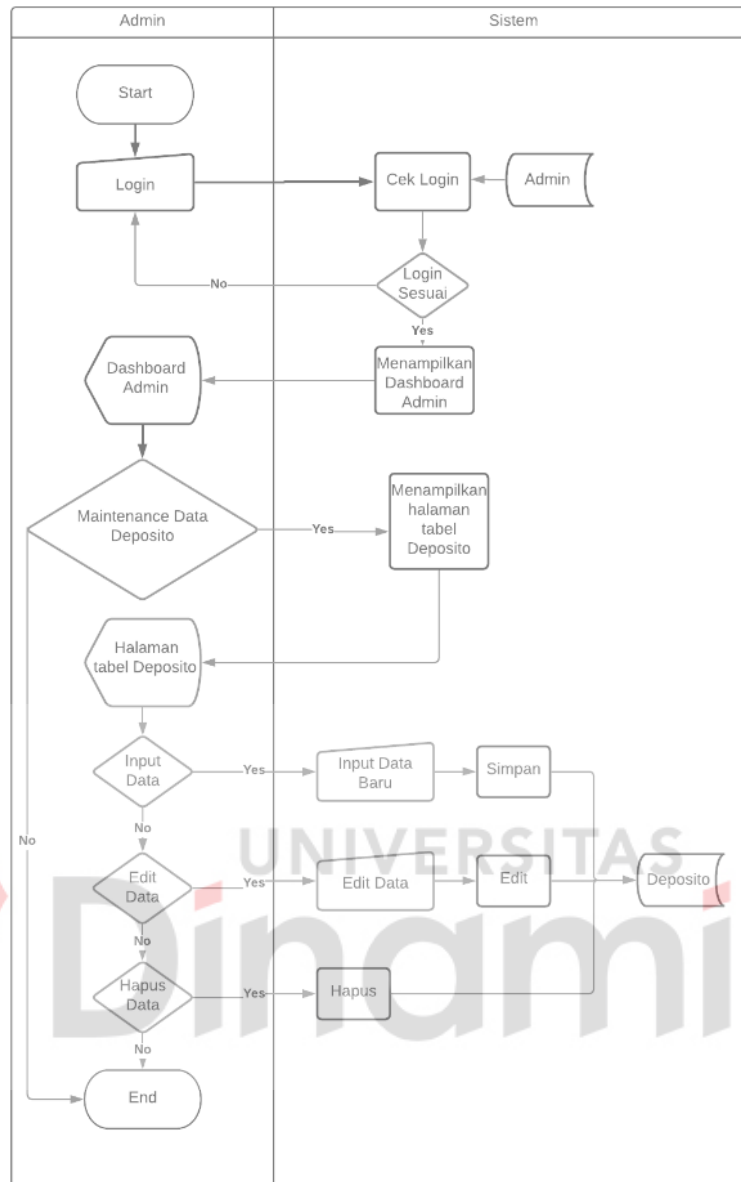 Admin
Sistem
Start
Login
Cek Login
Admin
Login
Sesuai
No
Yes
Dashboard
Admin
Menampilkan
Dashboard
Admin
Maintenance Data
Deposito
Yes
Menampilkan
halaman
tabel
Deposito
Halaman
tabel Deposito
Input
Data
Yes
Input Data
Baru
Simpan
No
No
UNIVERSITAS
Edit
Data
Yes
Edit Data
Edit
Deposito
Dinami
No
Hapus
Data
Yes
Hapus
No
End